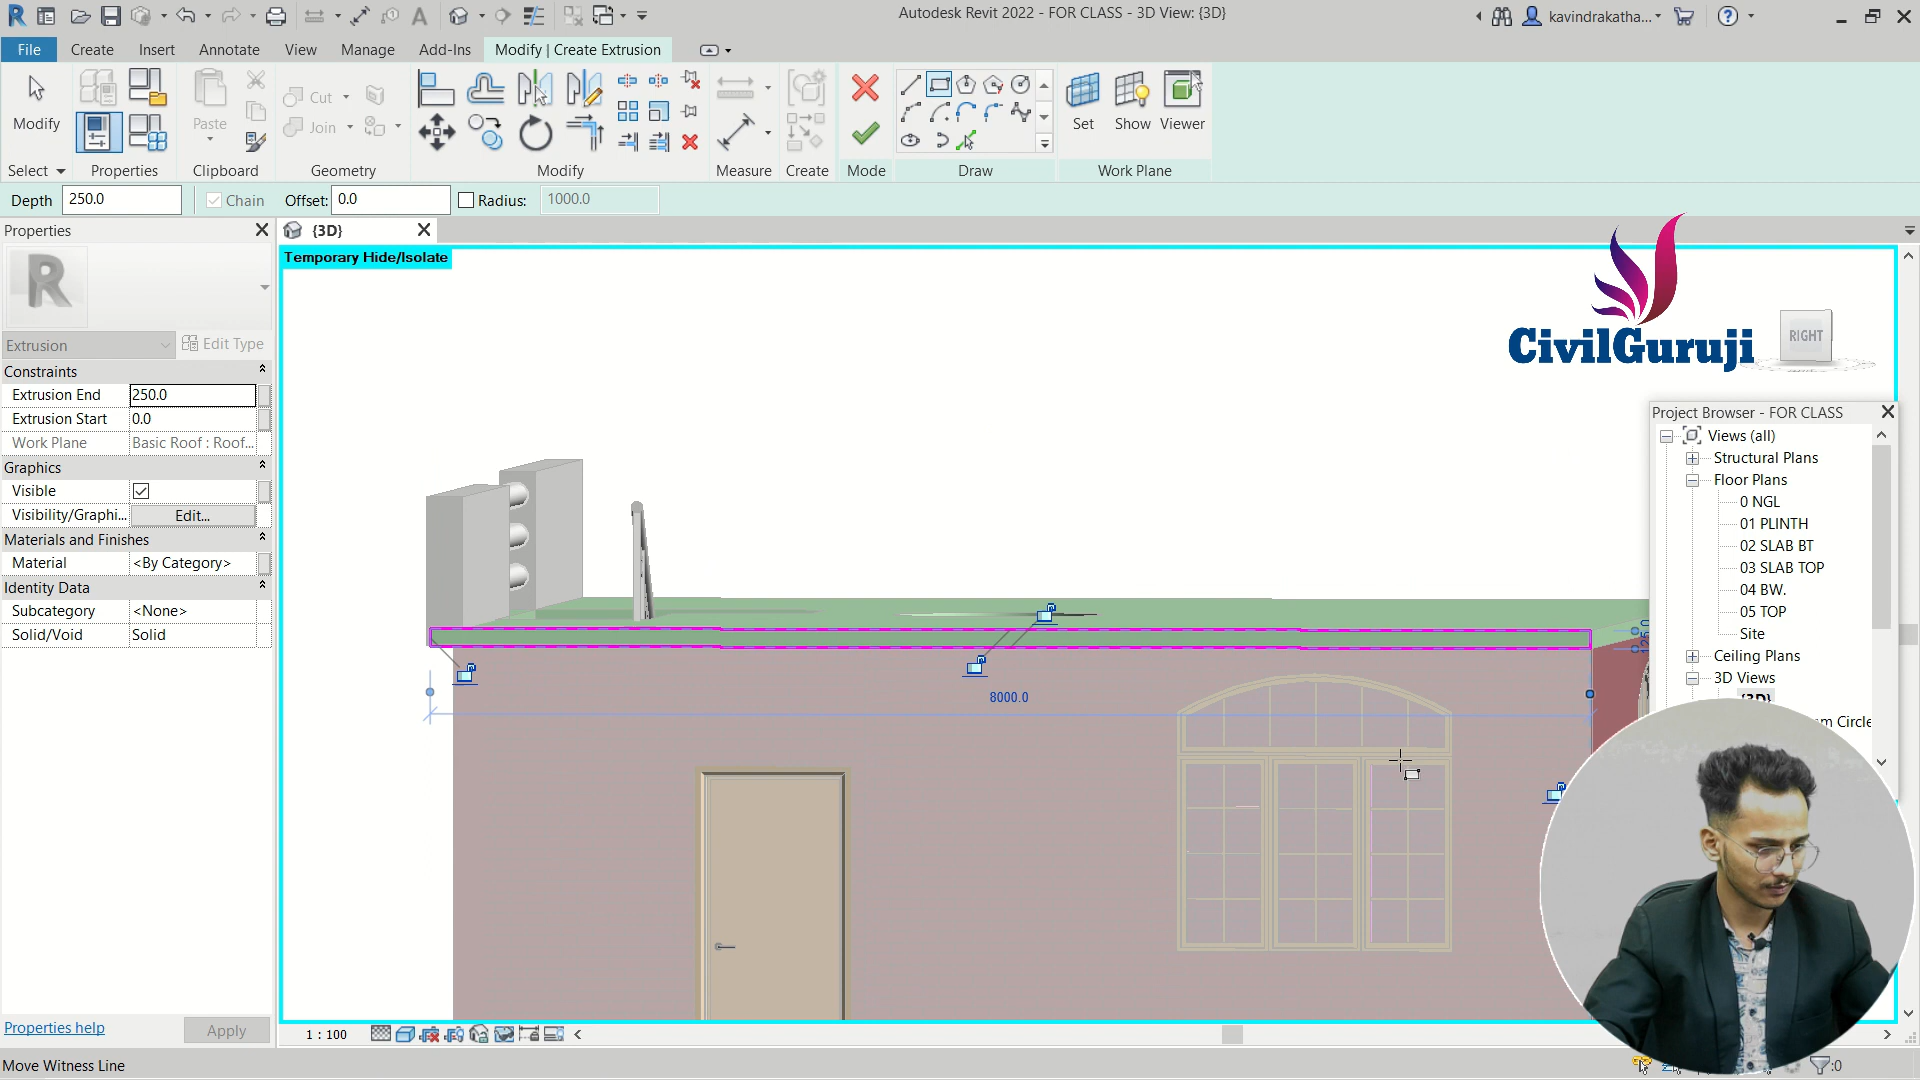 Autodesk Revit 2022 - FOR CLASS - 3D View: {3D}
kavindrakatha...
File
Create
Insert
Annotate
View
Manage
Add-Ins
Modify | Create Extrusion
Modify
Paste
Cut
Join
Set
Show
Viewer
Select
Properties
Clipboard
Geometry
Modify
Measure
Create
Mode
Draw
Work Plane
Depth
250.0
Chain
Offset:
0.0
Radius:
1000.0
Properties
{3D}
Temporary Hide/Isolate
Extrusion
Edit Type
Constraints
Extrusion End
250.0
Extrusion Start
0.0
Work Plane
Basic Roof : Roof...
Graphics
Visible
Visibility/Graphi...
Edit...
Materials and Finishes
Material
<By Category>
Identity Data
Subcategory
<None>
Solid/Void
Solid
Properties help
Apply
CivilGuruji
RIGHT
8000.0
Project Browser - FOR CLASS
Views (all)
Structural Plans
Floor Plans
0 NGL
01 PLINTH
02 SLAB BT
03 SLAB TOP
04 BW.
05 TOP
Site
Ceiling Plans
3D Views
{3D}
Circle
1 : 100
Move Witness Line
:0